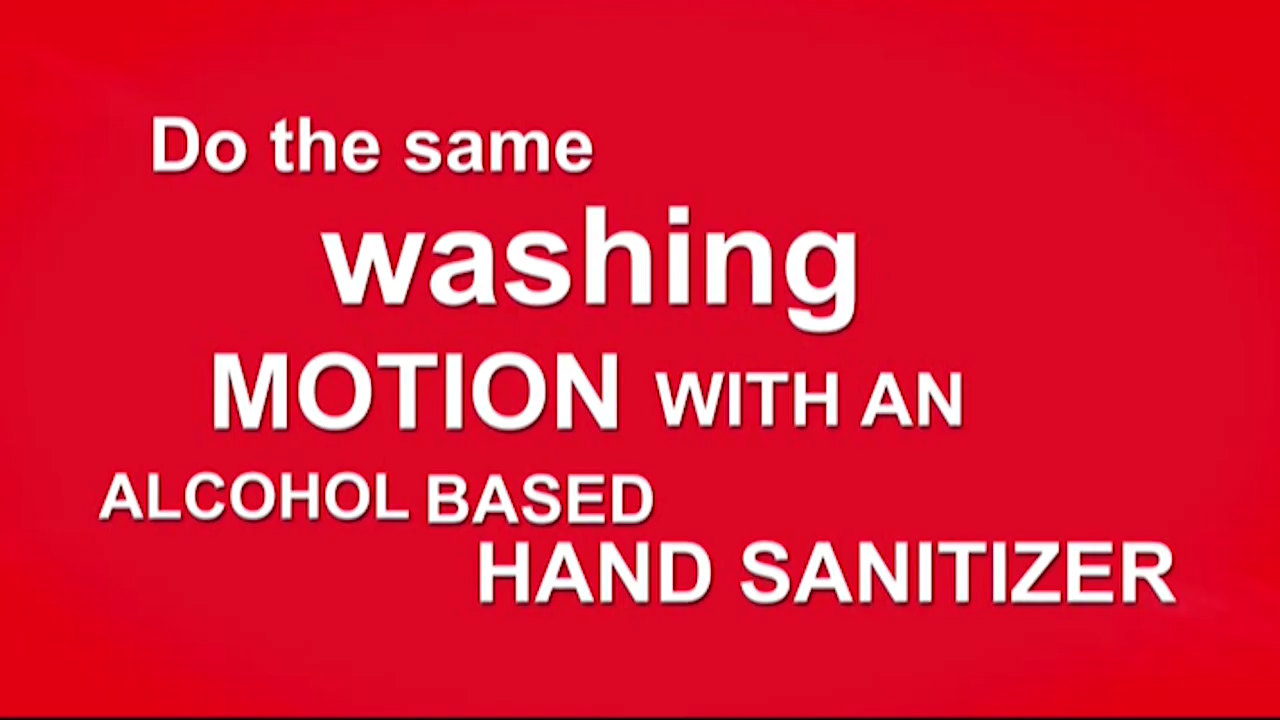 Do the same
washing
MOTION WITH AN
ALCOHOL BASED
HAND SANITIZER